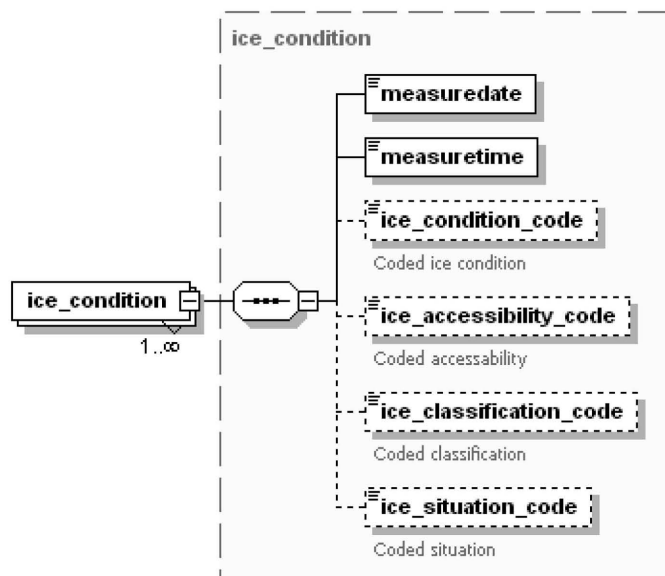 ice_condition
measuredate
measuretime
ice_condition_code
Coded ice condition
ice_condition
1..∞
ice_accessibility_code
Coded accessability
ice_classification_code
Coded classification
ice_situation_code
Coded situation